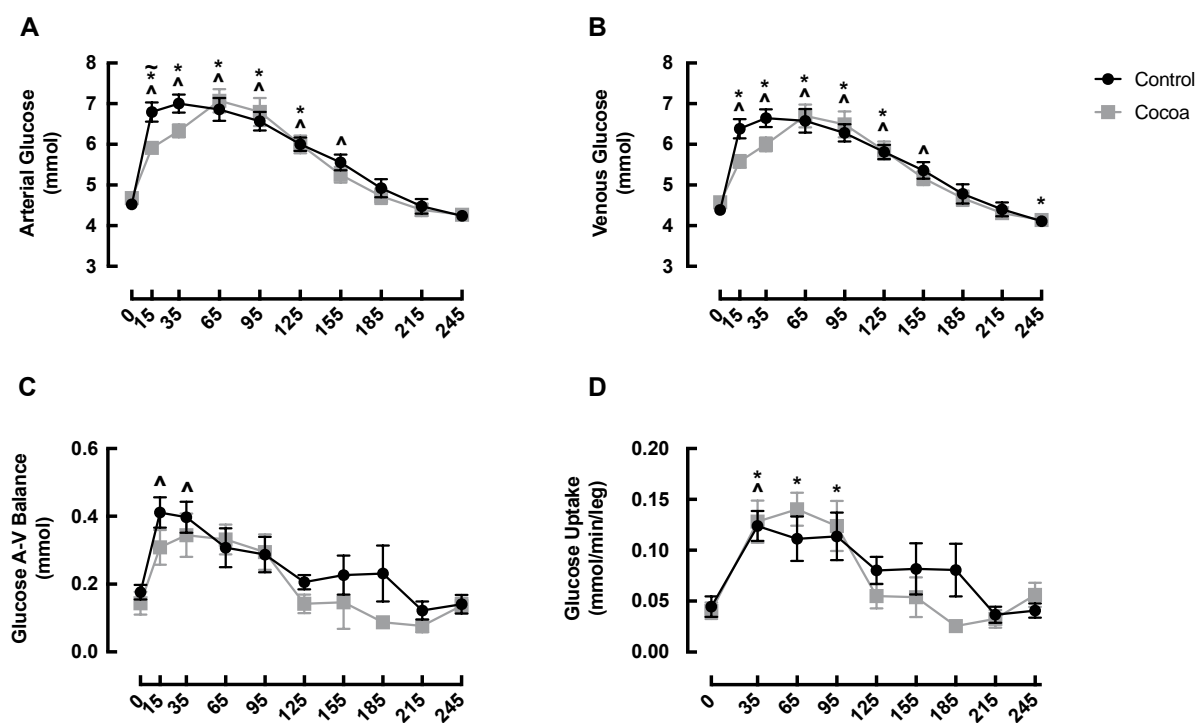 A
Arterial Glucose
(mmol)
8
7
6
5
4
3
~
* * * * *
^ ^ ^ ^ ^ ^
0 15 35 65 95 125 155 185 215 245
B
Venous Glucose
(mmol)
8
7
6
5
4
3
* * * * * *
^ ^ ^ ^ ^ ^
0 15 35 65 95 125 155 185 215 245
Control
Cocoa
C
Glucose A-V Balance
(mmol)
0.6
0.4
0.2
0.0
^ ^
0 15 35 65 95 125 155 185 215 245
D
Glucose Uptake
(mmol/min/leg)
0.20
0.15
0.10
0.05
0.00
* * *
^
0 35 65 95 125 155 185 215 245